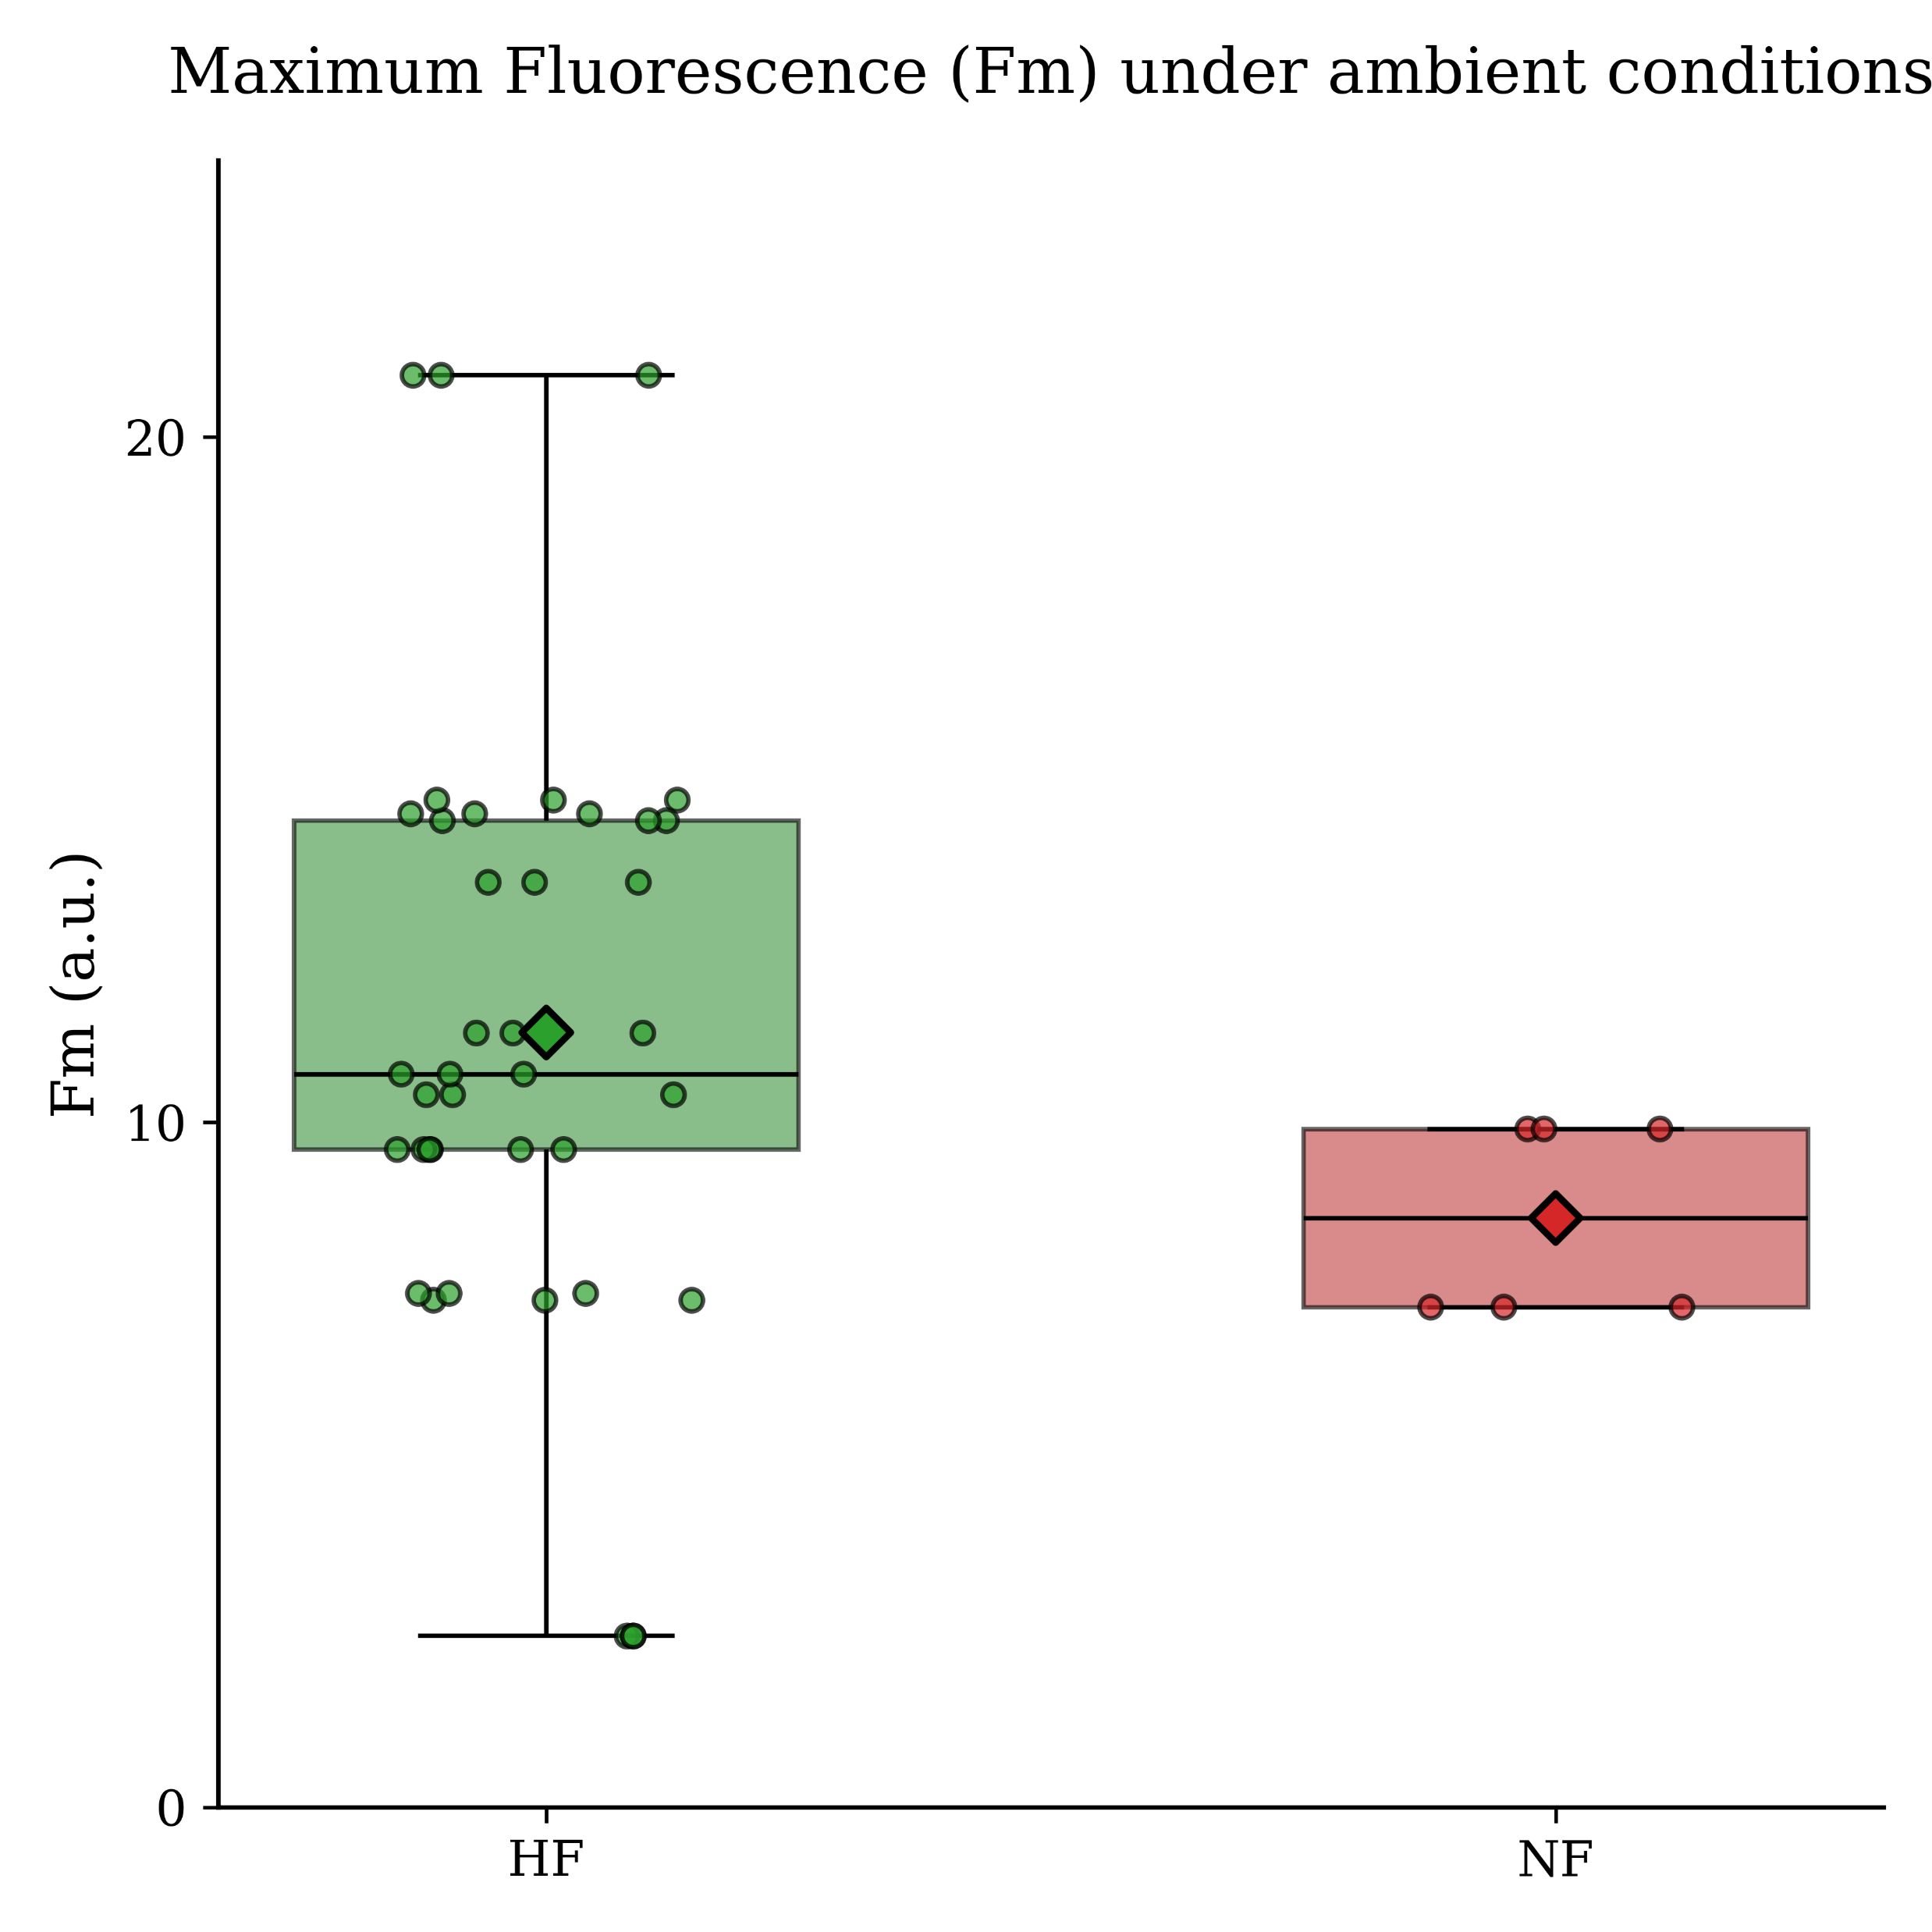 Maximum Fluorescence (Fm) under ambient conditions
Fm (a.u.)
20
10
0
HF
NF